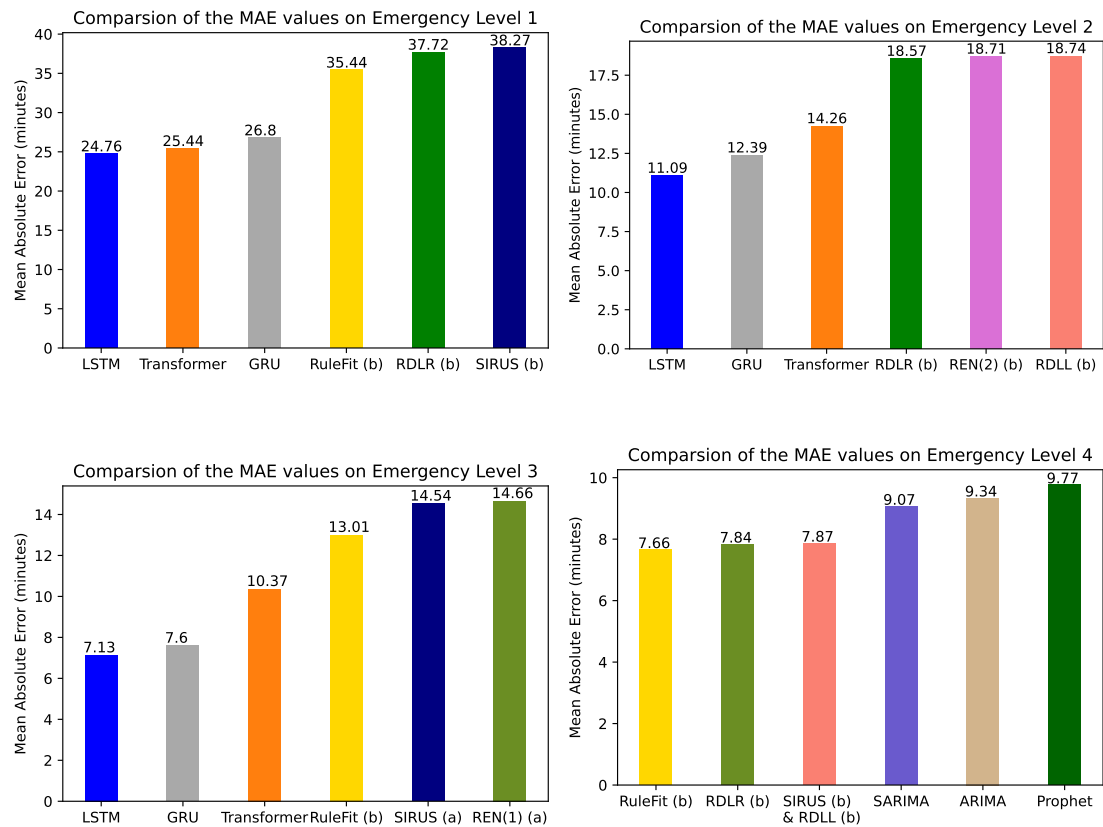 Comparsion of the MAE values on Emergency Level 1
Mean Absolute Error (minutes)
40
35
30
25
20
15
10
5
0
24.76
25.44
26.8
35.44
37.72
38.27
LSTM
Transformer
GRU
RuleFit (b)
RDLR (b)
SIRUS (b)
Comparsion of the MAE values on Emergency Level 2
Mean Absolute Error (minutes)
17.5
15.0
12.5
10.0
7.5
5.0
2.5
0.0
11.09
12.39
14.26
18.57
18.71
18.74
LSTM
GRU
Transformer
RDLR (b)
REN(2) (b)
RDLL (b)
Comparsion of the MAE values on Emergency Level 3
Mean Absolute Error (minutes)
14
12
10
8
6
4
2
0
7.13
7.6
10.37
13.01
14.54
14.66
LSTM
GRU
Transformer
RuleFit (b)
SIRUS (a)
REN(1) (a)
Comparsion of the MAE values on Emergency Level 4
Mean Absolute Error (minutes)
10
8
6
4
2
0
7.66
7.84
7.87
9.07
9.34
9.77
RuleFit (b)
RDLR (b)
SIRUS (b)
& RDLL (b)
SARIMA
ARIMA
Prophet